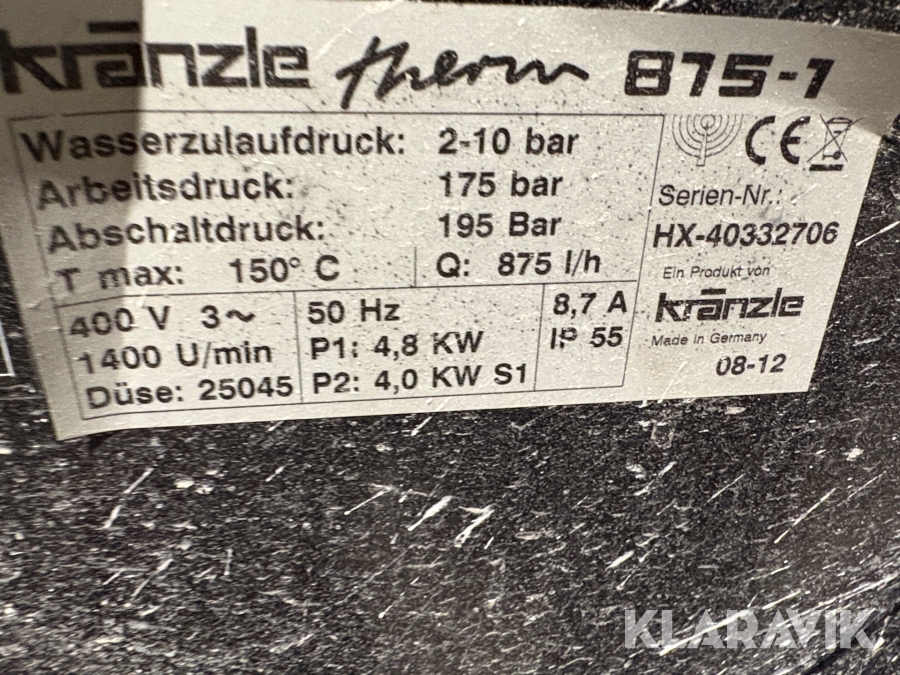 kränzle therm 875-1
Wasserzulaufdruck: 2-10 bar
Arbeitsdruck: 175 bar
Abschaltdruck: 195 Bar
T max: 150° C Q: 875 l/h
400 V 3~ 50 Hz 8,7 A
1400 U/min P1: 4,8 KW IP 55
Düse: 25045 P2: 4,0 KW S1
CE
Serien-Nr.:
HX-40332706
Ein Produkt von
kränzle
Made in Germany
08-12
KLARAVIK